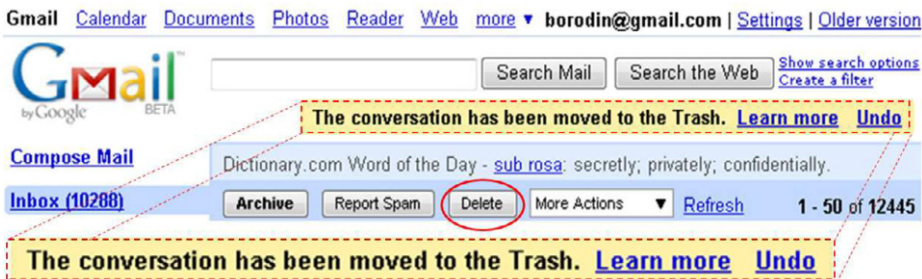 Gmail Calendar Documents Photos Reader Web more ▼ borodin@gmail.com | Settings | Older version
Gmail by Google BETA
Search Mail Search the Web Show search options
Create a filter
The conversation has been moved to the Trash. Learn more Undo
Compose Mail
Dictionary.com Word of the Day - sub rosa: secretly; privately; confidentially.
Inbox (10288)
Archive Report Spam Delete More Actions ▼ Refresh 1 - 50 of 12445
The conversation has been moved to the Trash. Learn more Undo